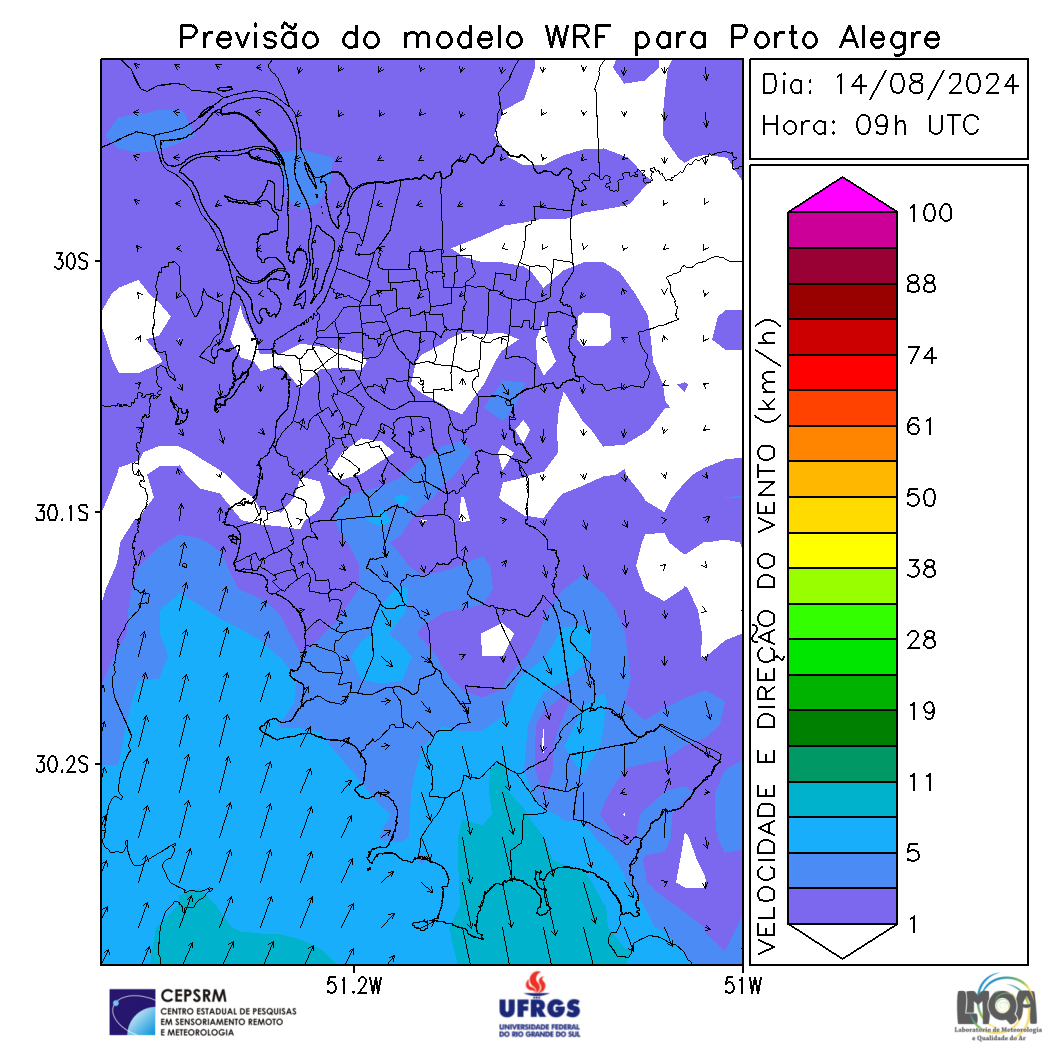 Previsão do modelo WRF para Porto Alegre
Dia: 14/08/2024
Hora: 09h UTC
30S
30.1S
30.2S
51.2W
51W
VELOCIDADE E DIREÇÃO DO VENTO (km/h)
100
88
74
61
50
38
28
19
11
5
1
CEPSRM
CENTRO ESTADUAL DE PESQUISAS
EM SENSORIAMENTO REMOTO
E METEOROLOGIA
UFRGS
UNIVERSIDADE FEDERAL
DO RIO GRANDE DO SUL
LMQA
Laboratório de Meteorologia
e Qualidade do Ar